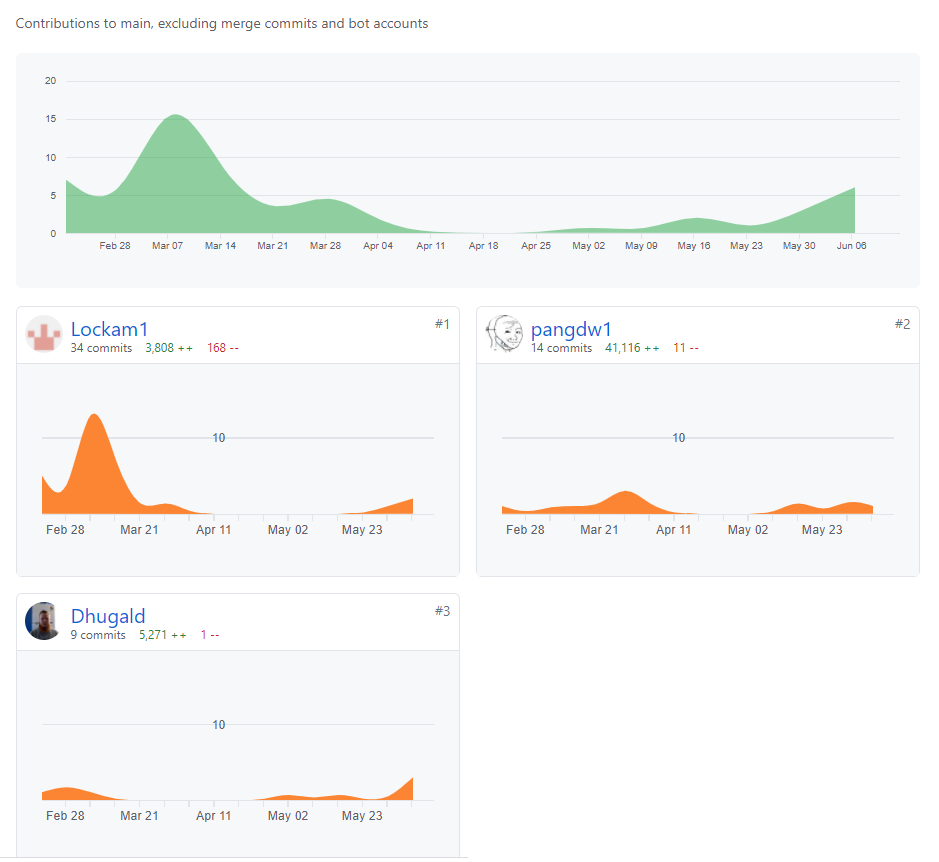 Contributions to main, excluding merge commits and bot accounts
20
15
10
5
0
Feb 28 Mar 07 Mar 14 Mar 21 Mar 28 Apr 04 Apr 11 Apr 18 Apr 25 May 02 May 09 May 16 May 23 May 30 Jun 06
Lockam1 #1
34 commits 3,808 ++ 168 --
10
Feb 28 Mar 21 Apr 11 May 02 May 23
pangdw1 #2
14 commits 41,116 ++ 11 --
10
Feb 28 Mar 21 Apr 11 May 02 May 23
Dhugald #3
9 commits 5,271 ++ 1 --
10
Feb 28 Mar 21 Apr 11 May 02 May 23